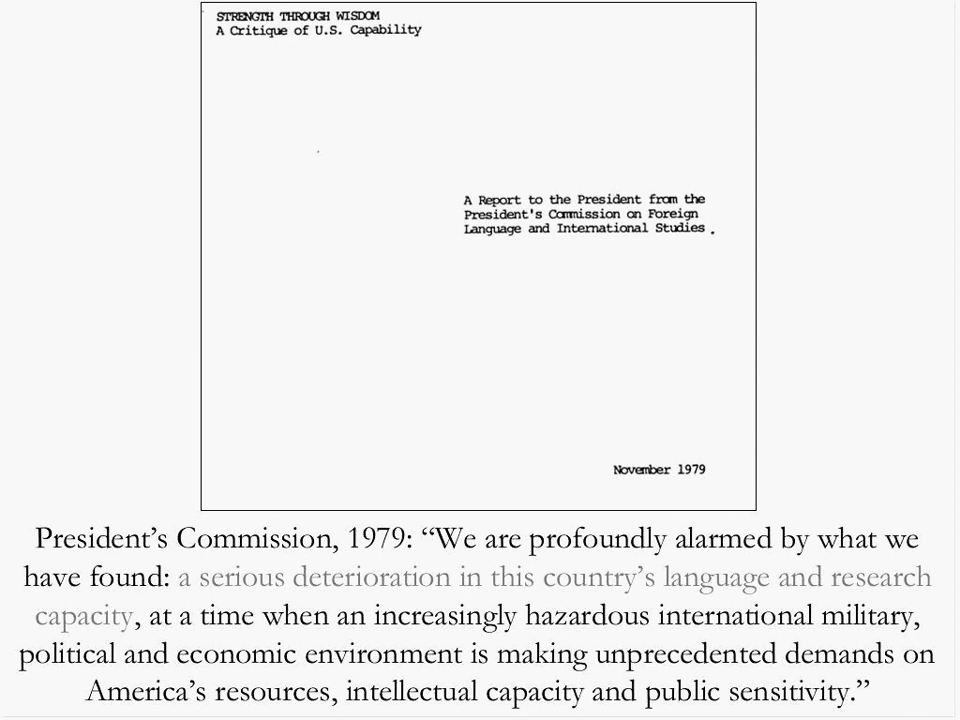 STRENGTH THROUGH WISDOM
A Critique of U.S. Capability
A Report to the President from the
President's Commission on Foreign
Language and International Studies.
November 1979
President’s Commission, 1979: “We are profoundly alarmed by what we
have found: a serious deterioration in this country’s language and research
capacity, at a time when an increasingly hazardous international military,
political and economic environment is making unprecedented demands on
America’s resources, intellectual capacity and public sensitivity.”